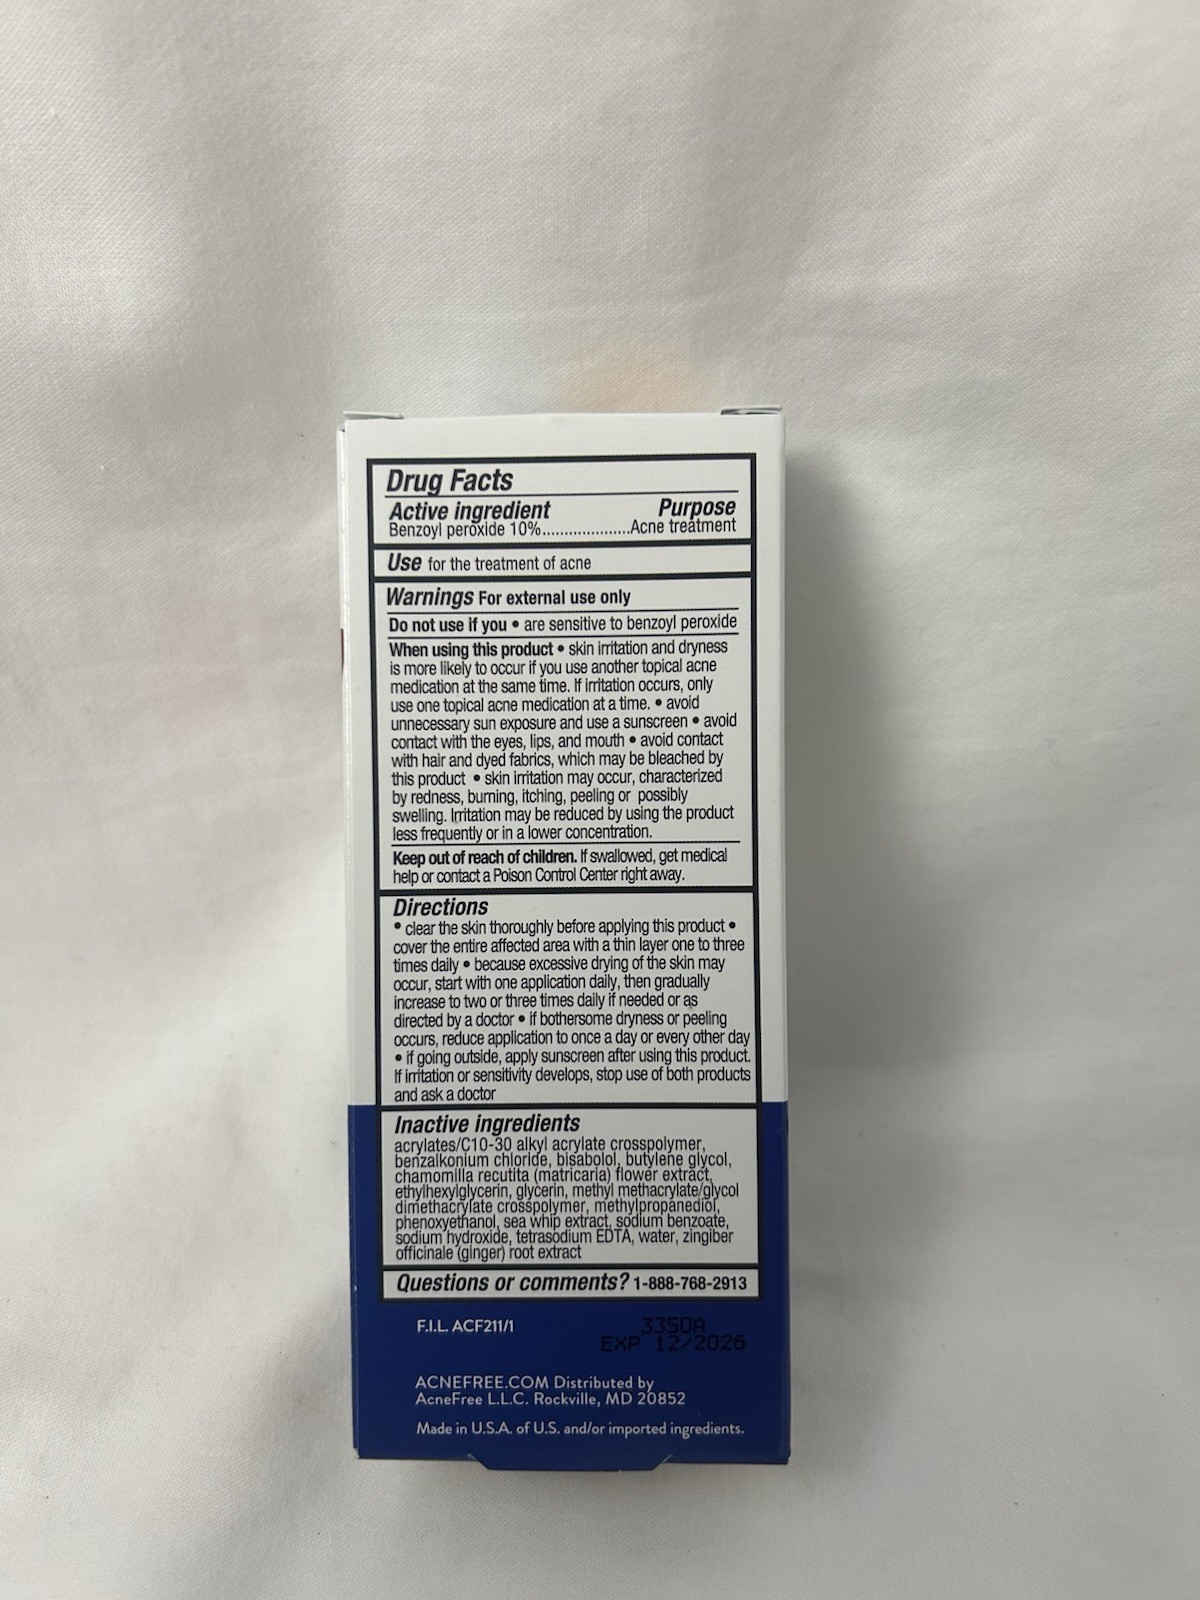 Drug Facts
Active ingredient Purpose
Benzoyl peroxide 10%....................Acne treatment
Use for the treatment of acne
Warnings For external use only
Do not use if you • are sensitive to benzoyl peroxide
When using this product • skin irritation and dryness
is more likely to occur if you use another topical acne
medication at the same time. If irritation occurs, only
use one topical acne medication at a time. • avoid
unnecessary sun exposure and use a sunscreen • avoid
contact with the eyes, lips, and mouth • avoid contact
with hair and dyed fabrics, which may be bleached by
this product • skin irritation may occur, characterized
by redness, burning, itching, peeling or possibly
swelling. Irritation may be reduced by using the product
less frequently or in a lower concentration.
Keep out of reach of children. If swallowed, get medical
help or contact a Poison Control Center right away.
Directions
• clear the skin thoroughly before applying this product •
cover the entire affected area with a thin layer one to three
times daily • because excessive drying of the skin may
occur, start with one application daily, then gradually
increase to two or three times daily if needed or as
directed by a doctor • if bothersome dryness or peeling
occurs, reduce application to once a day or every other day
• if going outside, apply sunscreen after using this product.
If irritation or sensitivity develops, stop use of both products
and ask a doctor
Inactive ingredients
acrylates/C10-30 alkyl acrylate crosspolymer,
benzalkonium chloride, bisabolol, butylene glycol,
chamomilla recutita (matricaria) flower extract,
ethylhexylglycerin, glycerin, methyl methacrylate/glycol
dimethacrylate crosspolymer, methylpropanediol,
phenoxyethanol, sea whip extract, sodium benzoate,
sodium hydroxide, tetrasodium EDTA, water, zingiber
officinale (ginger) root extract
Questions or comments? 1-888-768-2913
F.I.L. ACF211/1
3350A
EXP 12/2026
ACNEFREE.COM Distributed by
AcneFree L.L.C. Rockville, MD 20852
Made in U.S.A. of U.S. and/or imported ingredients.